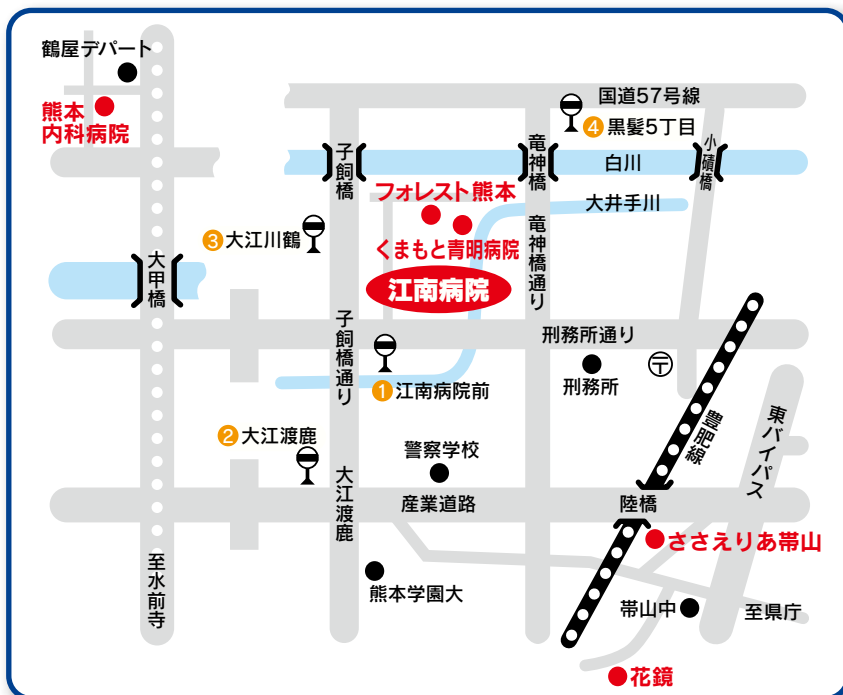 鶴屋デパート
熊本
内科病院
国道57号線
④黒髪5丁目
子飼橋
竜神橋
小磧橋
白川
フォレスト熊本
大井手川
くまもと青明病院
③大江川鶴
竜神橋通り
江南病院
大甲橋
子飼橋通り
刑務所通り
刑務所
〒
①江南病院前
②大江渡鹿
豊肥線
東バイパス
警察学校
大江渡鹿
産業道路
陸橋
ささえりあ帯山
至水前寺
熊本学園大
帯山中
至県庁
花鏡